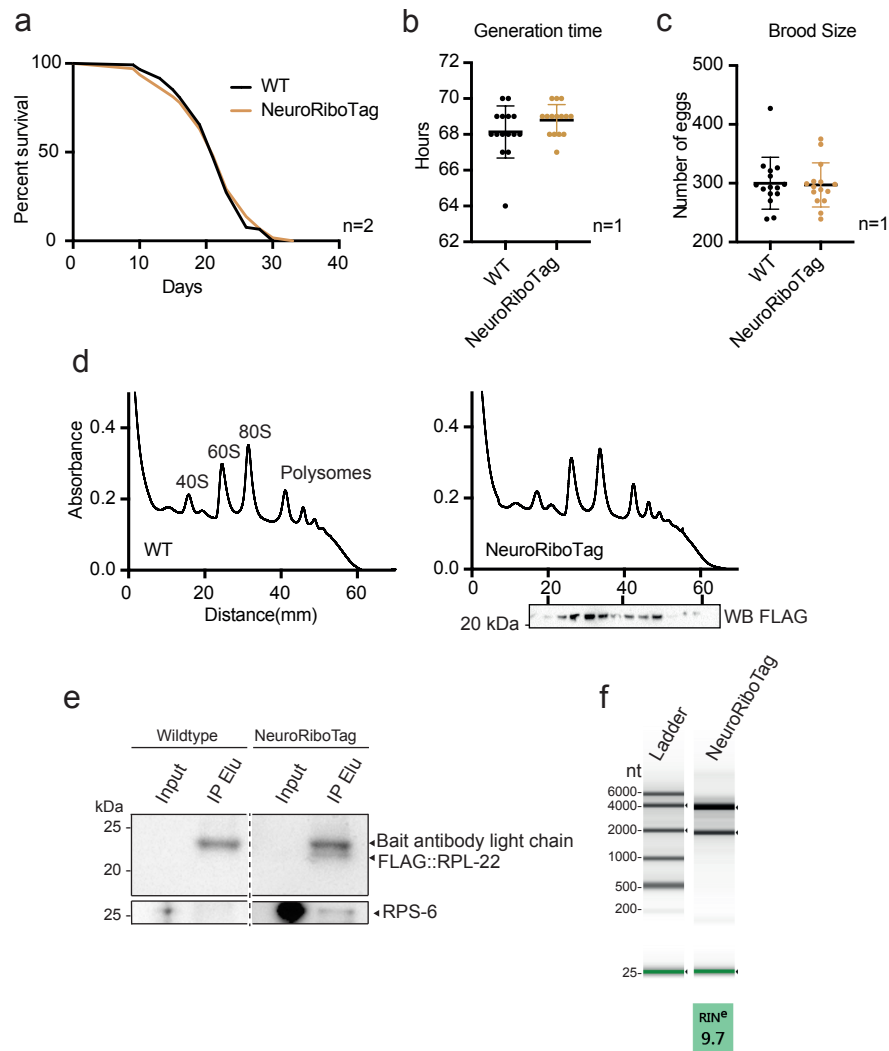 a
100
50
0
Percent survival
WT
NeuroRiboTag
n=2
0 10 20 30 40
Days
b
Generation time
72
70
68
66
64
62
Hours
n=1
WT
NeuroRiboTag
c
Brood Size
500
400
300
200
Number of eggs
n=1
WT
NeuroRiboTag
d
0.4
0.2
0.0
Absorbance
40S
60S
80S
Polysomes
WT
0 20 40 60
Distance(mm)
0.4
0.2
0.0
NeuroRiboTag
0 20 40 60
20 kDa
WB FLAG
e
Wildtype NeuroRiboTag
Input IP Elu Input IP Elu
kDa
25
20
Bait antibody light chain
FLAG::RPL-22
25
RPS-6
f
Ladder
NeuroRiboTag
nt
6000
4000
2000
1000
500
200
25
RINe
9.7